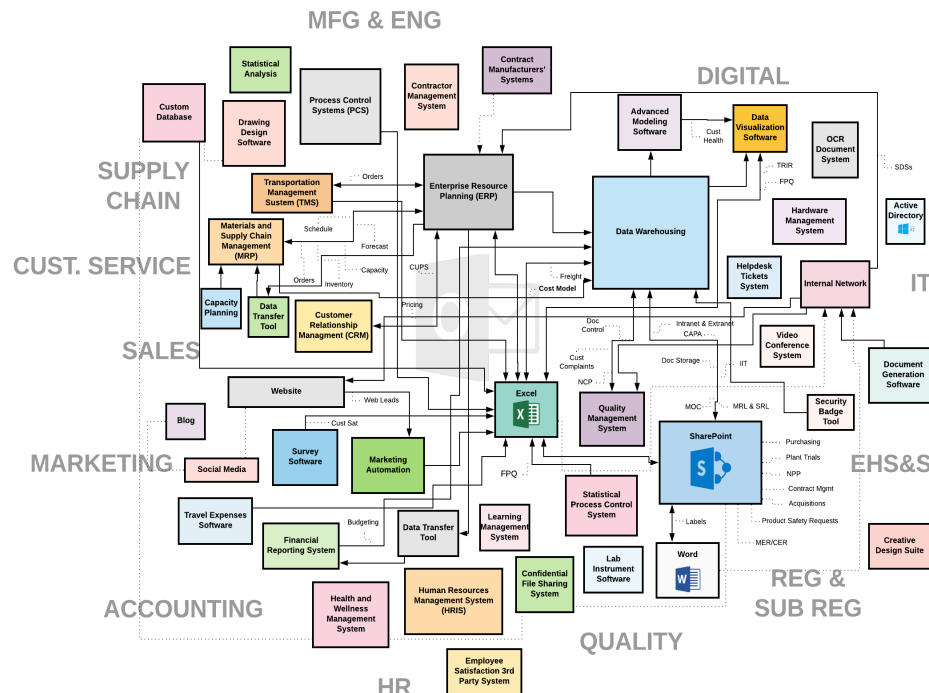 MFG & ENG
DIGITAL
SUPPLY
CHAIN
CUST. SERVICE
SALES
MARKETING
ACCOUNTING
HR
QUALITY
REG &
SUB REG
EHS&S
IT
Statistical
Analysis
Custom
Database
Drawing
Design
Software
Process Control
Systems (PCS)
Contractor
Management
System
Contract
Manufacturers'
Systems
Advanced
Modeling
Software
Cust
Health
Data
Visualization
Software
OCR
Document
System
TRIR
FPQ
SDSs
Transportation
Management
Sustem (TMS)
Orders
Enterprise Resource
Planning (ERP)
Data Warehousing
Hardware
Management
System
Active
Directory
Materials and
Supply Chain
Management
(MRP)
Schedule
Forecast
Capacity
Orders
Inventory
CUPS
Freight
Cost Model
Helpdesk
Tickets
System
Internal Network
Capacity
Planning
Data
Transfer
Tool
Customer
Relationship
Managment (CRM)
Pricing
Doc
Control
Intranet & Extranet
CAPA
Video
Conference
System
Cust
Complaints
Doc Storage
IIT
NCP
Document
Generation
Software
Website
Web Leads
Excel
Quality
Management
System
MOC
MRL & SRL
Security
Badge
Tool
Blog
Cust Sat
Survey
Software
Marketing
Automation
Social Media
SharePoint
Purchasing
Plant Trials
NPP
Contract Mgmt
Acquisitions
Product Safety Requests
MER/CER
FPQ
Statistical
Process Control
System
Travel Expenses
Software
Budgeting
Financial
Reporting System
Data Transfer
Tool
Learning
Management
System
Labels
Word
Lab
Instrument
Software
Creative
Design Suite
Health and
Wellness
Management
System
Human Resources
Management System
(HRIS)
Confidential
File Sharing
System
Employee
Satisfaction 3rd
Party System